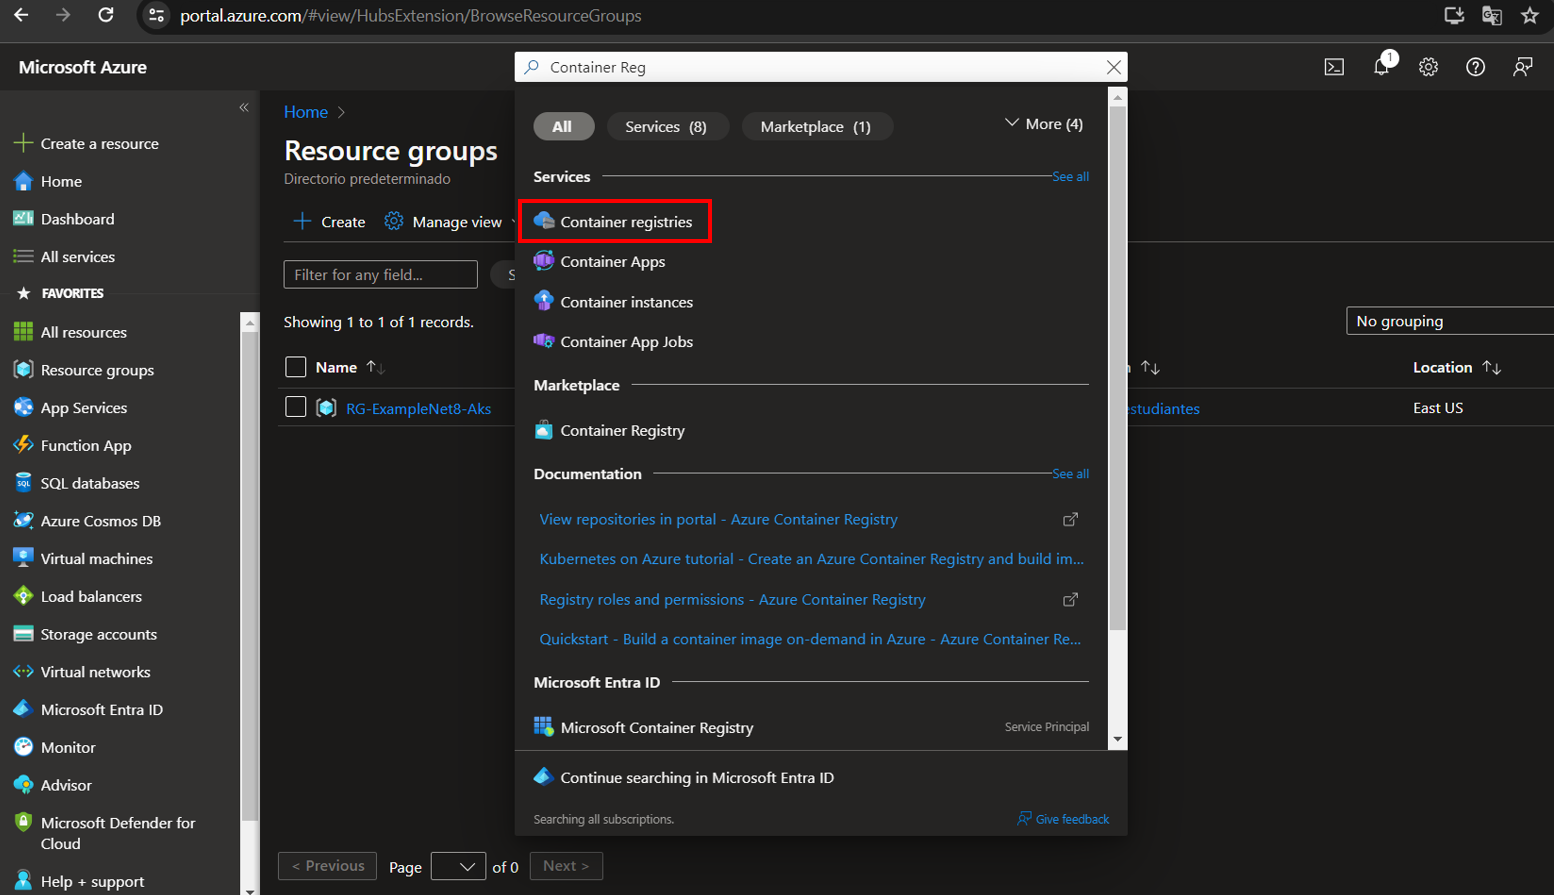 portal.azure.com/#view/HubsExtension/BrowseResourceGroups
Microsoft Azure
Container Reg
1
Create a resource
Home
Dashboard
All services
FAVORITES
All resources
Resource groups
App Services
Function App
SQL databases
Azure Cosmos DB
Virtual machines
Load balancers
Storage accounts
Virtual networks
Microsoft Entra ID
Monitor
Advisor
Microsoft Defender for
Cloud
Help + support
Home >
Resource groups
Directorio predeterminado
Create
Manage view
Filter for any field...
S
Showing 1 to 1 of 1 records.
No grouping
Name
Location
RG-ExampleNet8-Aks
estudiantes
East US
< Previous
Page
of 0
Next >
All
Services (8)
Marketplace (1)
More (4)
Services
See all
Container registries
Container Apps
Container instances
Container App Jobs
Marketplace
Container Registry
Documentation
See all
View repositories in portal - Azure Container Registry
Kubernetes on Azure tutorial - Create an Azure Container Registry and build im...
Registry roles and permissions - Azure Container Registry
Quickstart - Build a container image on-demand in Azure - Azure Container Re...
Microsoft Entra ID
Microsoft Container Registry
Service Principal
Continue searching in Microsoft Entra ID
Searching all subscriptions.
Give feedback